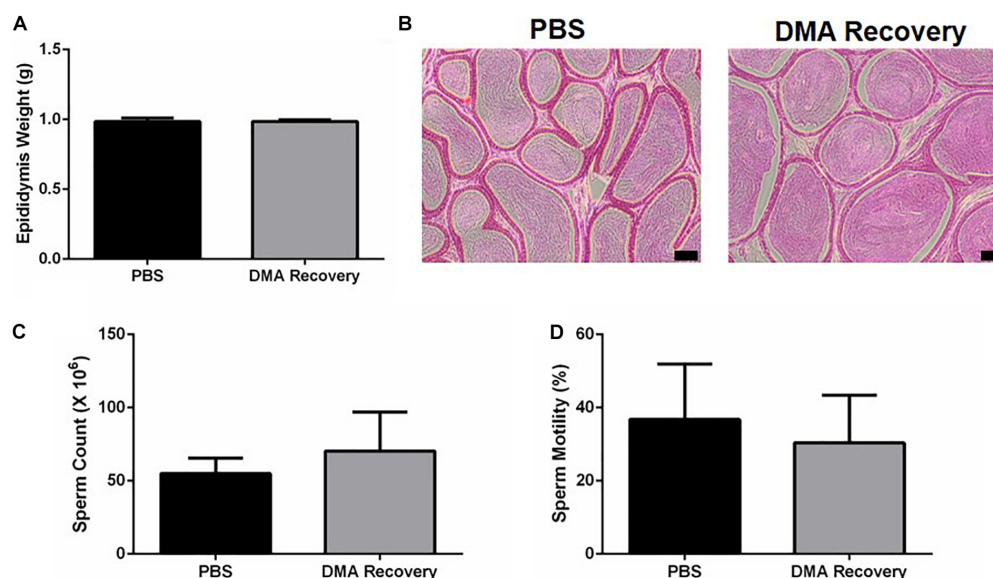 A
Epididymis Weight (g)
1.5
1.0
0.5
0.0
PBS
DMA Recovery
B
PBS
DMA Recovery
C
Sperm Count (X 10⁶)
150
100
50
0
PBS
DMA Recovery
D
Sperm Motility (%)
60
40
20
0
PBS
DMA Recovery